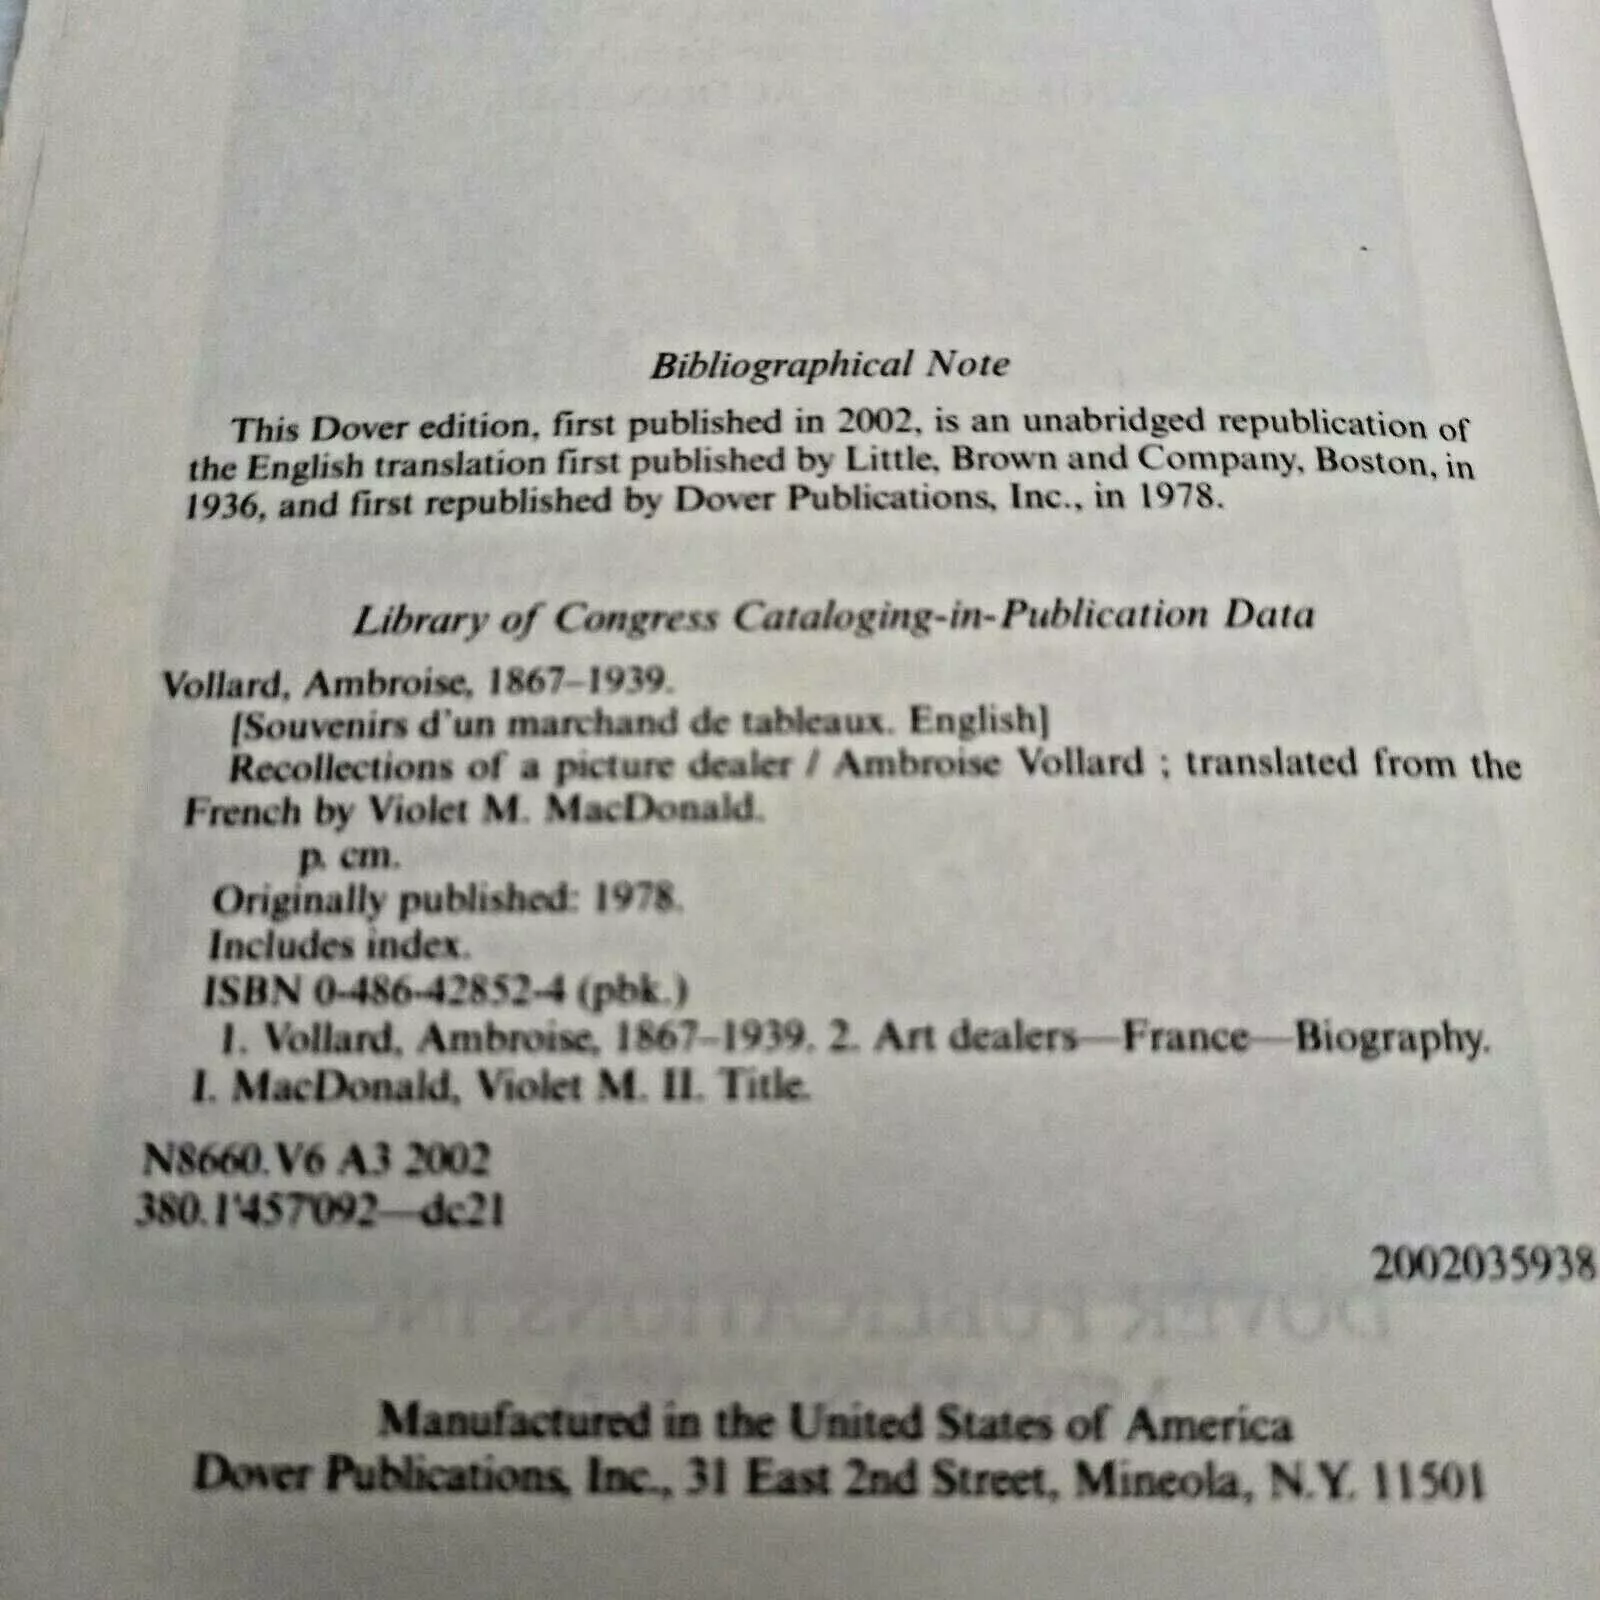 Bibliographical Note
This Dover edition, first published in 2002, is an unabridged republication of
the English translation first published by Little, Brown and Company, Boston, in
1936, and first republished by Dover Publications, Inc., in 1978.
Library of Congress Cataloging-in-Publication Data
Vollard, Ambroise, 1867–1939.
[Souvenirs d'un marchand de tableaux. English]
Recollections of a picture dealer / Ambroise Vollard ; translated from the
French by Violet M. MacDonald.
p. cm.
Originally published: 1978.
Includes index.
ISBN 0-486-42852-4 (pbk.)
1. Vollard, Ambroise, 1867–1939. 2. Art dealers—France—Biography.
I. MacDonald, Violet M. II. Title.
N8660.V6 A3 2002
380.1'457'092—dc21
2002035938
Manufactured in the United States of America
Dover Publications, Inc., 31 East 2nd Street, Mineola, N.Y. 11501